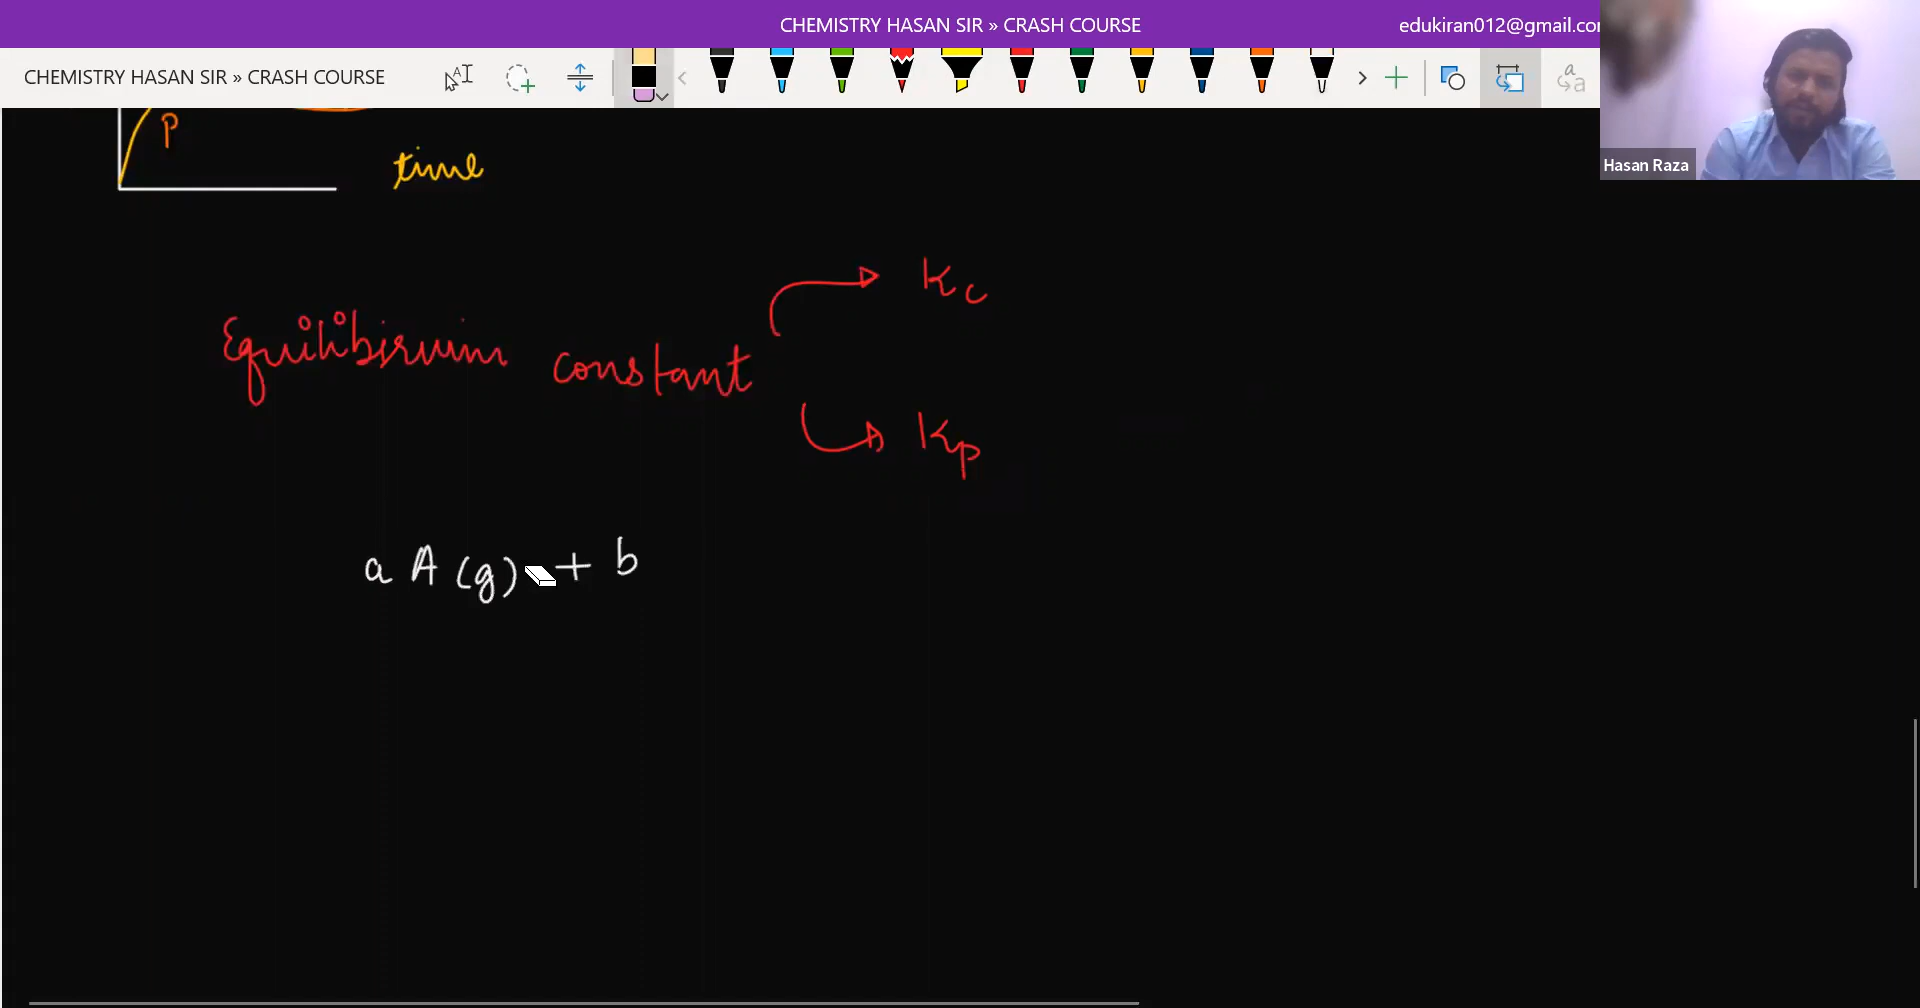 CHEMISTRY HASAN SIR » CRASH COURSE
edukiran012@gmail.co
CHEMISTRY HASAN SIR » CRASH COURSE
Hasan Raza
P
time
Equilibirium constant
Kc
Kp
a A (g) + b